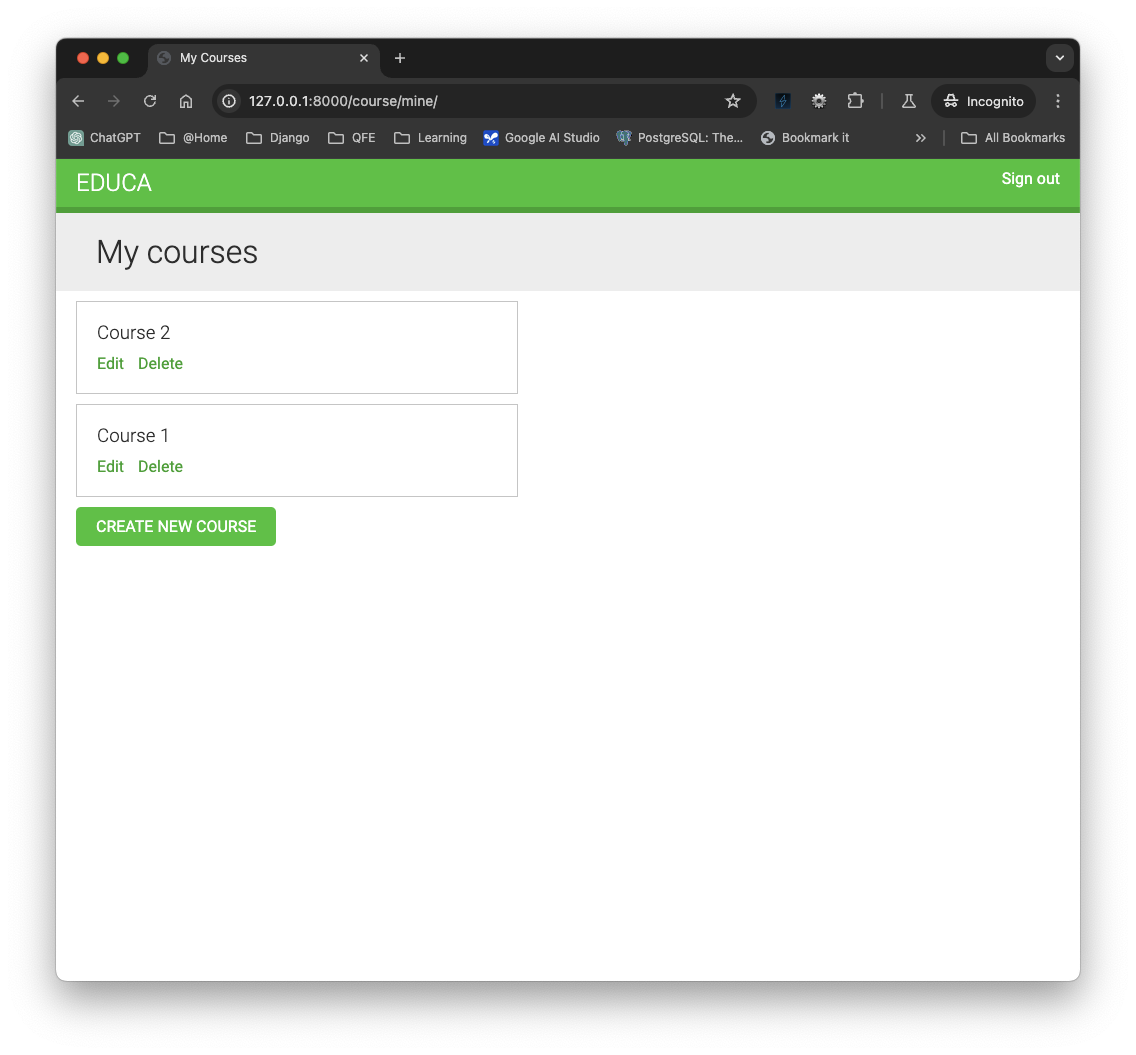 My Courses
127.0.0.1:8000/course/mine/
Incognito
ChatGPT @Home Django QFE Learning Google AI Studio PostgreSQL: The... Bookmark it » All Bookmarks
EDUCA
Sign out
My courses
Course 2
Edit Delete
Course 1
Edit Delete
CREATE NEW COURSE